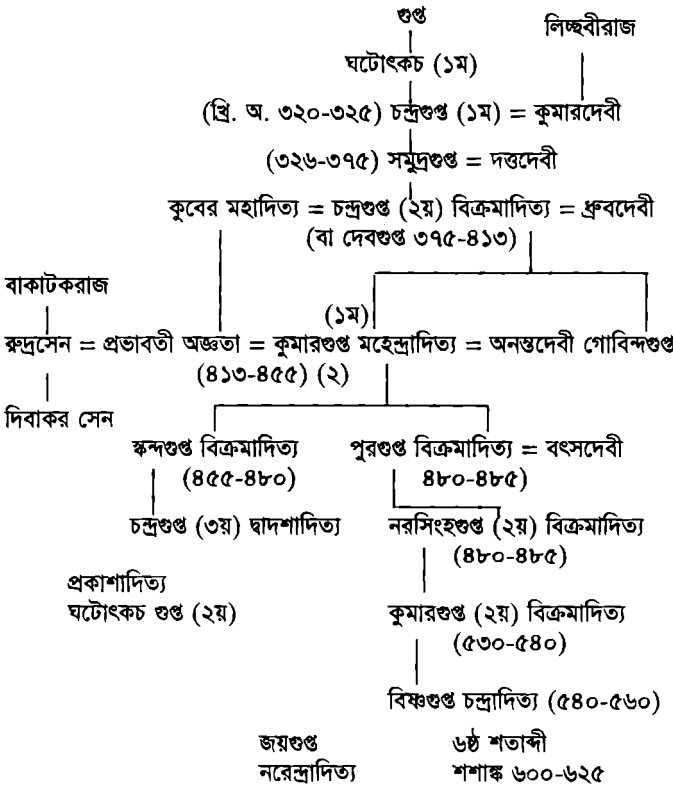 গুপ্ত
লিচ্ছবীরাজ
ঘটোৎকচ (১ম)
(খ্রি. অ. ৩২০-৩২৫) চন্দ্রগুপ্ত (১ম) = কুমারদেবী
(৩২৬-৩৭৫) সমুদ্রগুপ্ত = দত্তদেবী
কুবের মহাদিত্য = চন্দ্রগুপ্ত (২য়) বিক্রমাদিত্য = ধ্রুবদেবী
(বা দেবগুপ্ত ৩৭৫-৪১৩)
বাকাটকরাজ
(১ম)
রুদ্রসেন = প্রভাবতী অজ্ঞতা = কুমারগুপ্ত মহেন্দ্রাদিত্য = অনন্তদেবী গোবিন্দগুপ্ত
(৪১৩-৪৫৫) (২)
দিবাকর সেন
স্কন্দগুপ্ত বিক্রমাদিত্য
পুরগুপ্ত বিক্রমাদিত্য = বৎসদেবী
(৪৫৫-৪৮০)
৪৮০-৪৮৫)
চন্দ্রগুপ্ত (৩য়) দ্বাদশাদিত্য
নরসিংহগুপ্ত (২য়) বিক্রমাদিত্য
(৪৮০-৪৮৫)
প্রকাশাদিত্য
ঘটোৎকচ গুপ্ত (২য়)
কুমারগুপ্ত (২য়) বিক্রমাদিত্য
(৫৩০-৫৪০)
বিষ্ণগুপ্ত চন্দ্রাদিত্য (৫৪০-৫৬০)
জয়গুপ্ত
৬ষ্ঠ শতাব্দী
নরেন্দ্রাদিত্য
শশাঙ্ক ৬০০-৬২৫